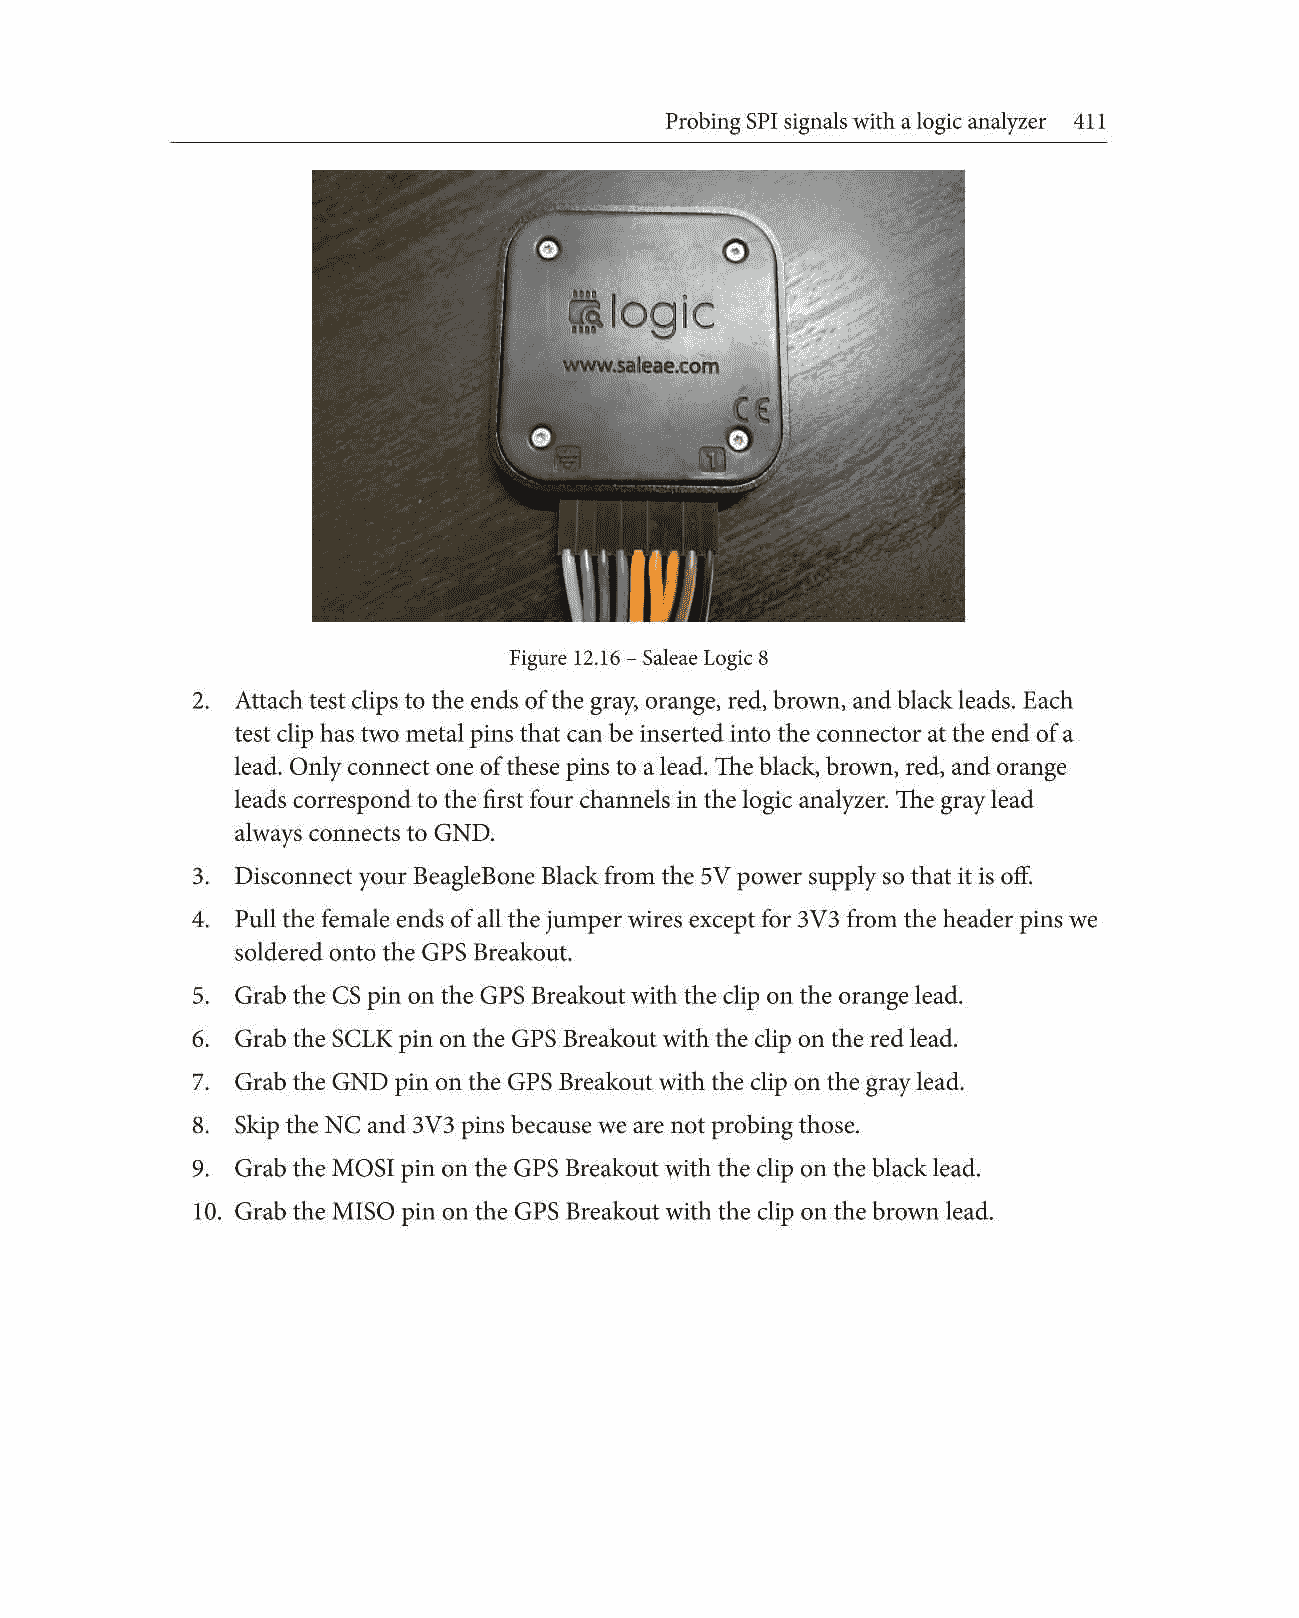 Probing SPI signals with a logic analyzer 411
logic
www.saleae.com
CE
1
Figure 12.16 – Saleae Logic 8
2. Attach test clips to the ends of the gray, orange, red, brown, and black leads. Each
test clip has two metal pins that can be inserted into the connector at the end of a
lead. Only connect one of these pins to a lead. The black, brown, red, and orange
leads correspond to the first four channels in the logic analyzer. The gray lead
always connects to GND.
3. Disconnect your BeagleBone Black from the 5V power supply so that it is off.
4. Pull the female ends of all the jumper wires except for 3V3 from the header pins we
soldered onto the GPS Breakout.
5. Grab the CS pin on the GPS Breakout with the clip on the orange lead.
6. Grab the SCLK pin on the GPS Breakout with the clip on the red lead.
7. Grab the GND pin on the GPS Breakout with the clip on the gray lead.
8. Skip the NC and 3V3 pins because we are not probing those.
9. Grab the MOSI pin on the GPS Breakout with the clip on the black lead.
10. Grab the MISO pin on the GPS Breakout with the clip on the brown lead.